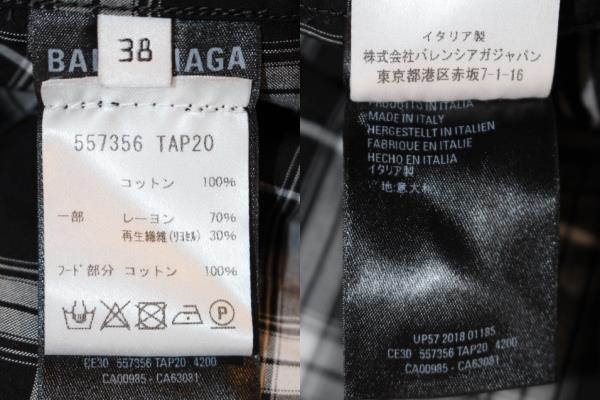 38
557356 TAP20
コットン 100%
一部 レーヨン 70%
再生繊維(リヨセル) 30%
フード部分 コットン 100%
P
CE30 557356 TAP20 4200
CA00985 - CA63081
イタリア製
株式会社バレンシアガジャパン
東京都港区赤坂7-1-16
PRODOTTO IN ITALIA
MADE IN ITALY
HERGESTELLT IN ITALIEN
FABRIQUE EN ITALIE
HECHO EN ITALIA
イタリア製
地:意大利
UP57 2018 01185
CE30 557356 TAP20 4200
CA00985 - CA63081